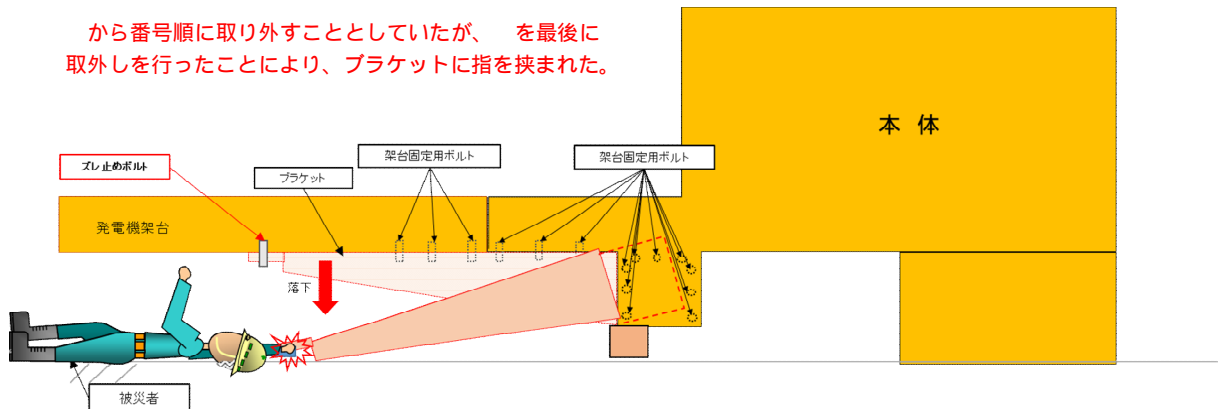 から番号順に取り外すこととしていたが、　を最後に
取外しを行ったことにより、ブラケットに指を挟まれた。
本 体
架台固定用ボルト
架台固定用ボルト
ズレ止めボルト
ブラケット
発電機架台
落下
被災者